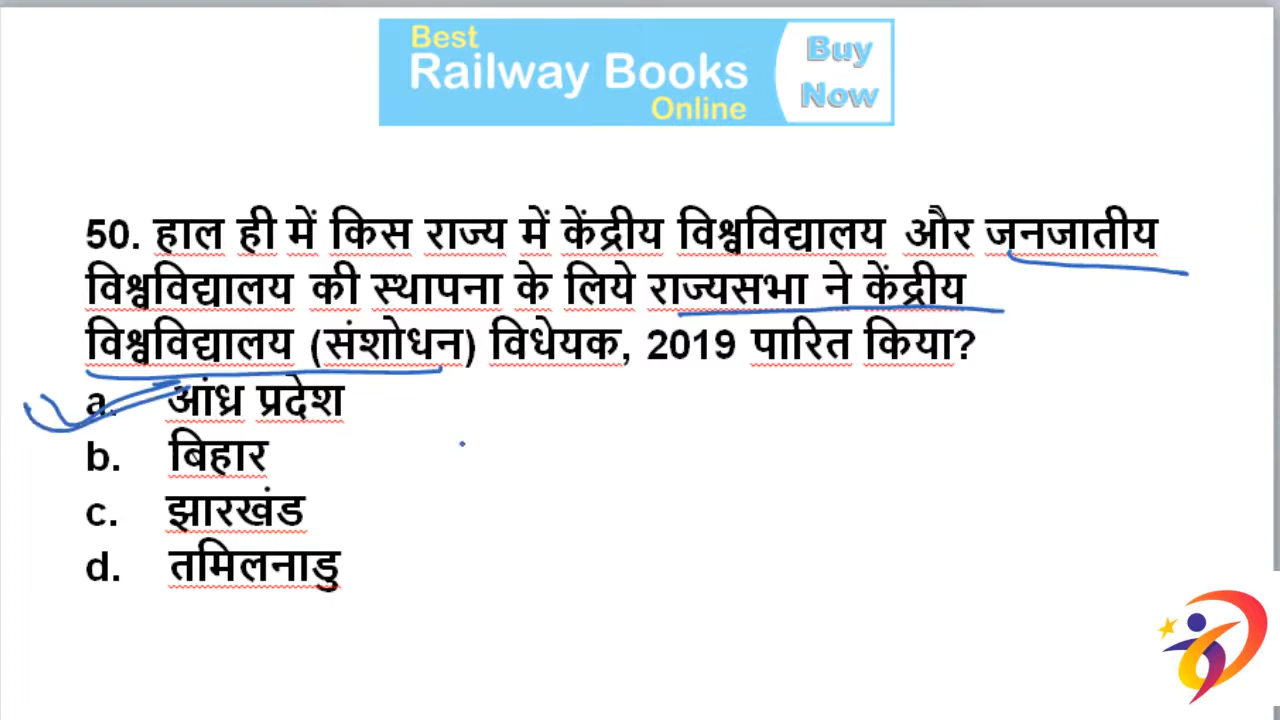 Best
Railway Books
Online
Buy
Now
50. हाल ही में किस राज्य में केंद्रीय विश्वविद्यालय और जनजातीय
विश्वविद्यालय की स्थापना के लिये राज्यसभा ने केंद्रीय
विश्वविद्यालय (संशोधन) विधेयक, 2019 पारित किया?
a. आंध्र प्रदेश
b. बिहार
c. झारखंड
d. तमिलनाडु